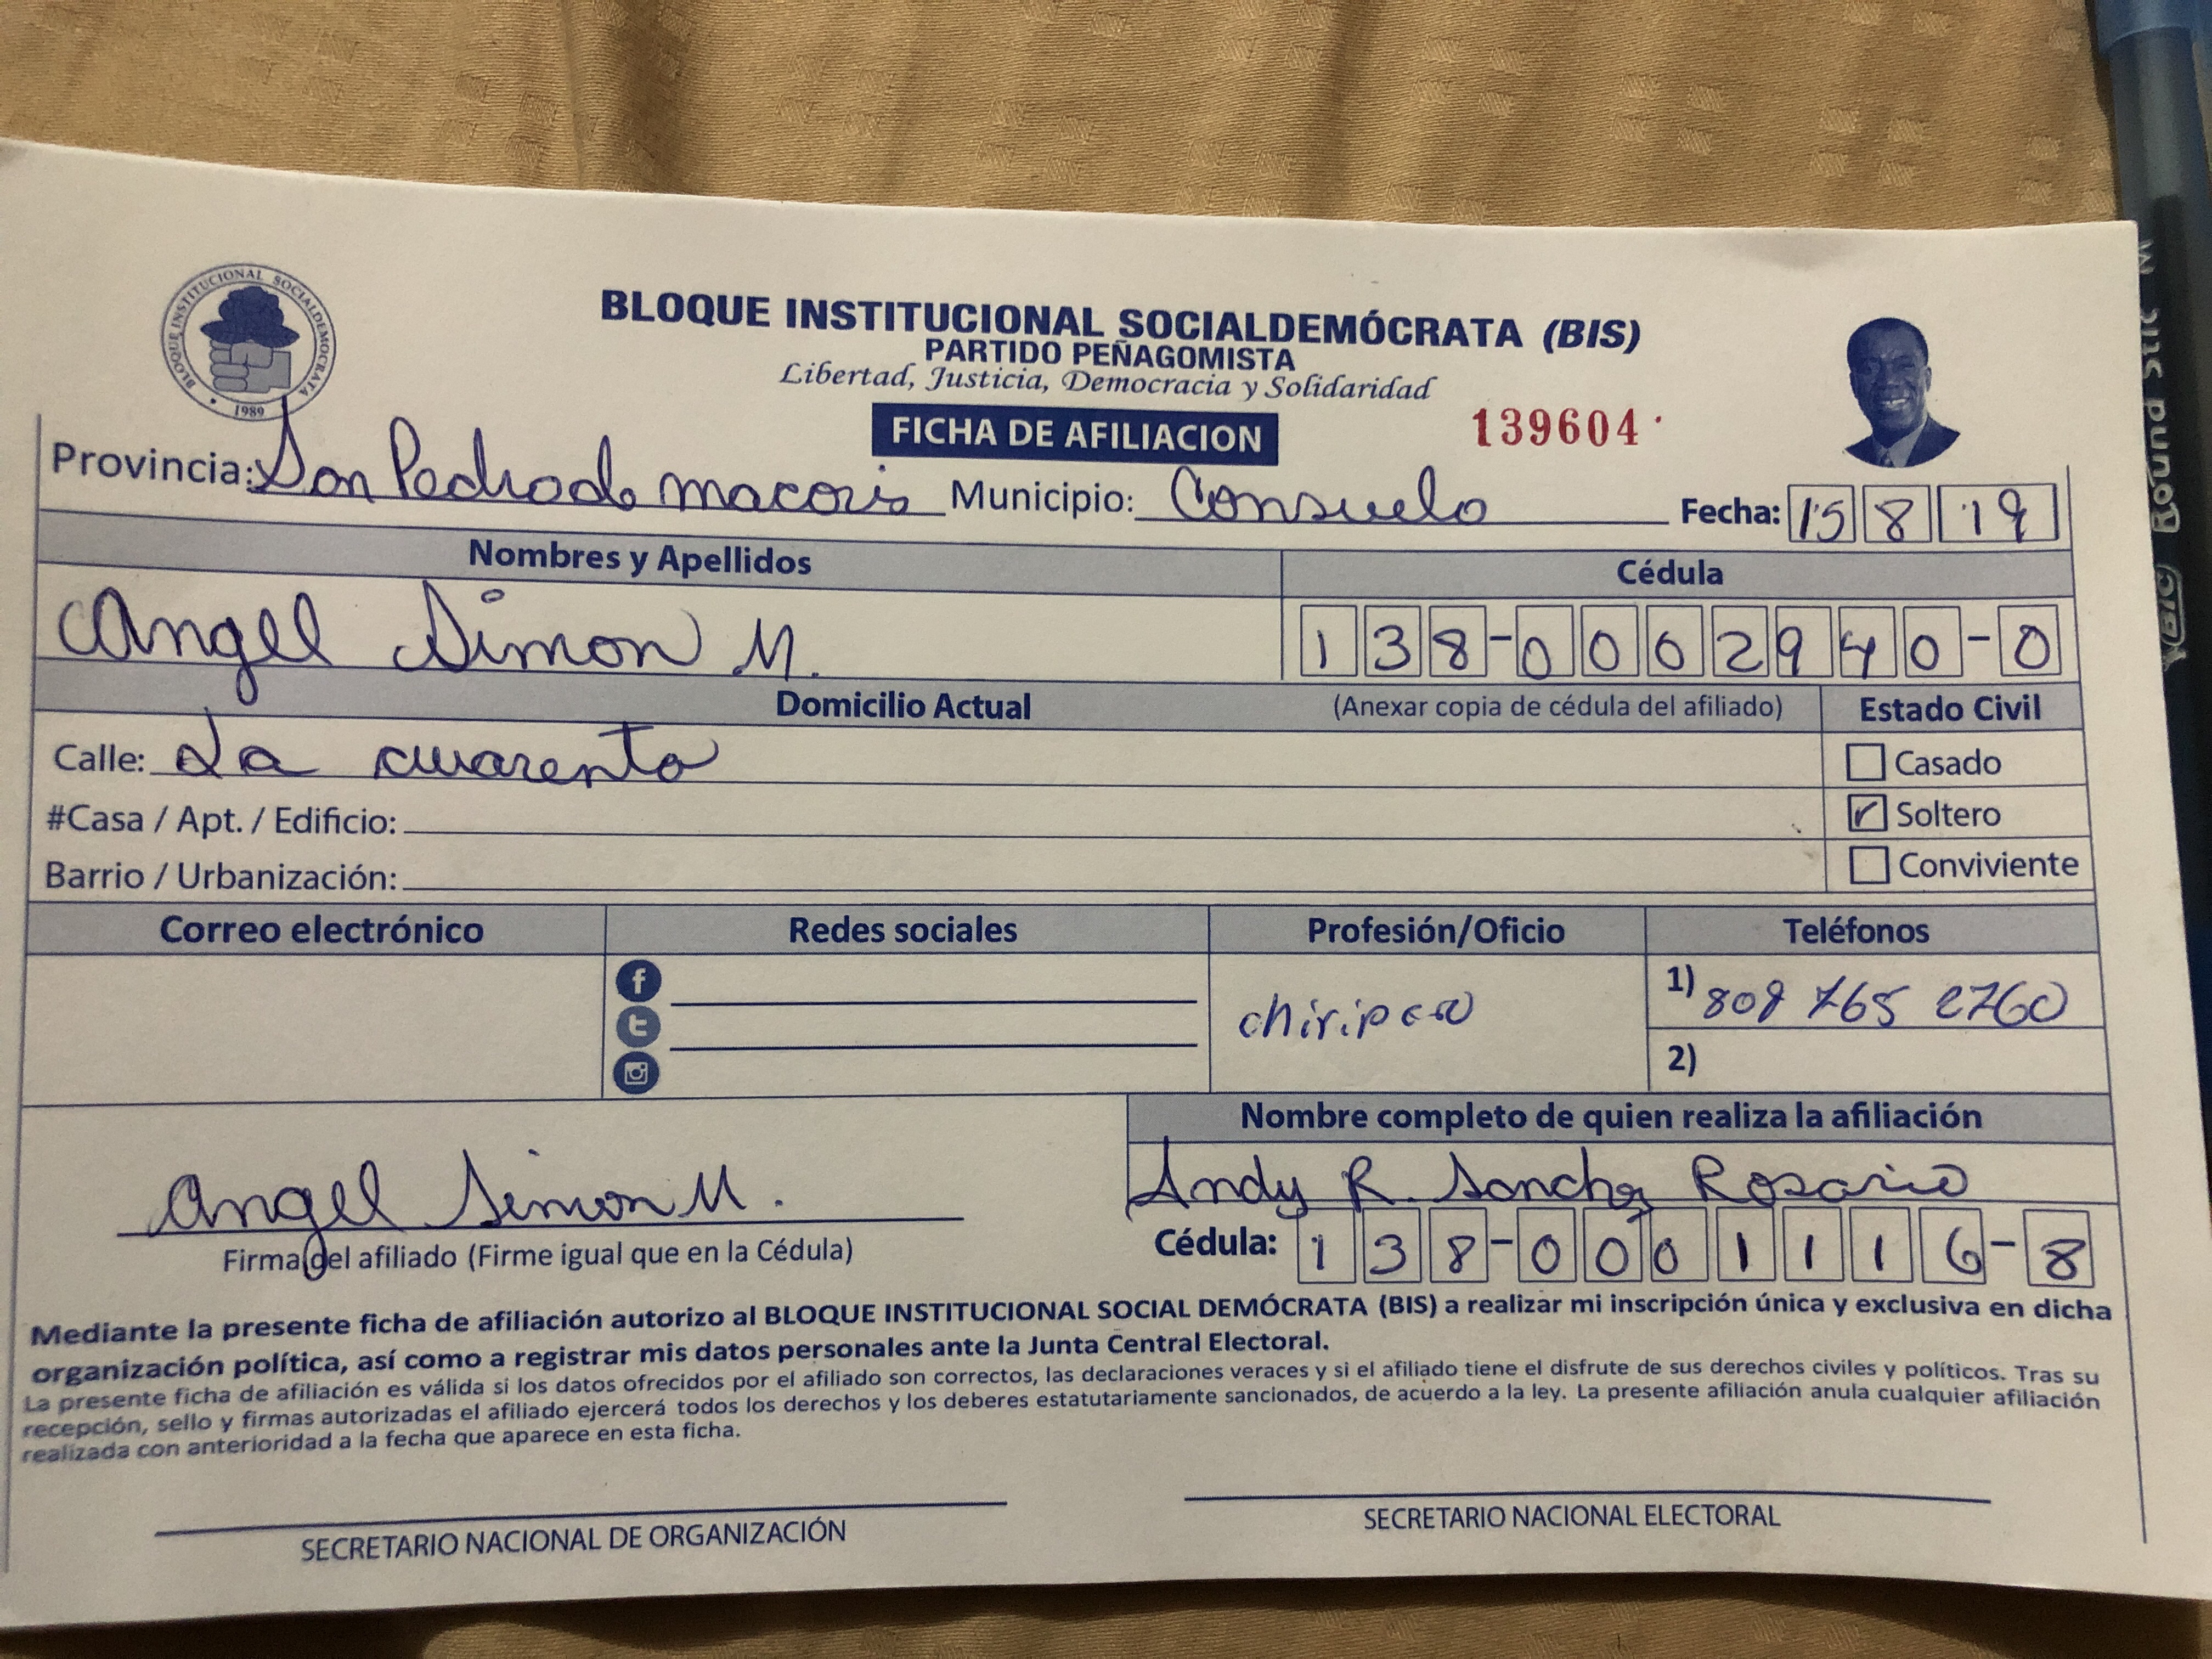 BLOQUE INSTITUCIONAL SOCIALDEMOCRATA
1989
BLOQUE INSTITUCIONAL SOCIALDEMÓCRATA (BIS)
PARTIDO PEÑAGOMISTA
Libertad, Justicia, Democracia y Solidaridad
FICHA DE AFILIACION
139604
Provincia: San Pedro de macoris Municipio: Consuelo Fecha: 15 8 19
Nombres y Apellidos Cédula
Angel Simon M. 138-0002940-0
Domicilio Actual (Anexar copia de cédula del afiliado) Estado Civil
Calle: La cuarenta Casado
#Casa / Apt. / Edificio: Soltero
Barrio / Urbanización: Conviviente
Correo electrónico Redes sociales Profesión/Oficio Teléfonos
chiripero 1) 809 765 2760
2)
Nombre completo de quien realiza la afiliación
Angel Simon M. Andy R. Sanchez Rosario
Firma del afiliado (Firme igual que en la Cédula) Cédula: 138-0001116-8
Mediante la presente ficha de afiliación autorizo al BLOQUE INSTITUCIONAL SOCIAL DEMÓCRATA (BIS) a realizar mi inscripción única y exclusiva en dicha
organización política, así como a registrar mis datos personales ante la Junta Central Electoral.
La presente ficha de afiliación es válida si los datos ofrecidos por el afiliado son correctos, las declaraciones veraces y si el afiliado tiene el disfrute de sus derechos civiles y políticos. Tras su
recepción, sello y firmas autorizadas el afiliado ejercerá todos los derechos y los deberes estatutariamente sancionados, de acuerdo a la ley. La presente afiliación anula cualquier afiliación
realizada con anterioridad a la fecha que aparece en esta ficha.
SECRETARIO NACIONAL DE ORGANIZACIÓN SECRETARIO NACIONAL ELECTORAL
BIC Round Stic M